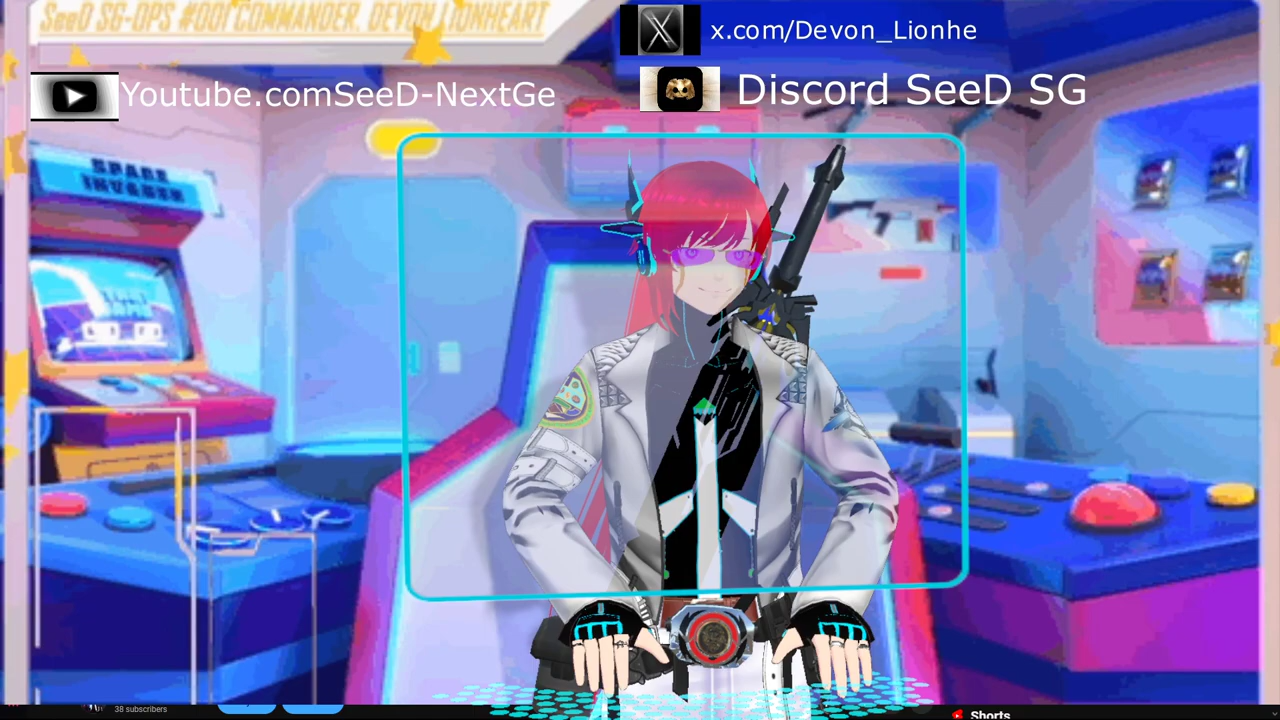 SeeD SG-OPS #001 COMMANDER. DEVON LIONHEART
x.com/Devon_Lionhe
Youtube.comSeeD-NextGe
Discord SeeD SG
SPACE
INVADER
38 subscribers
Shorts